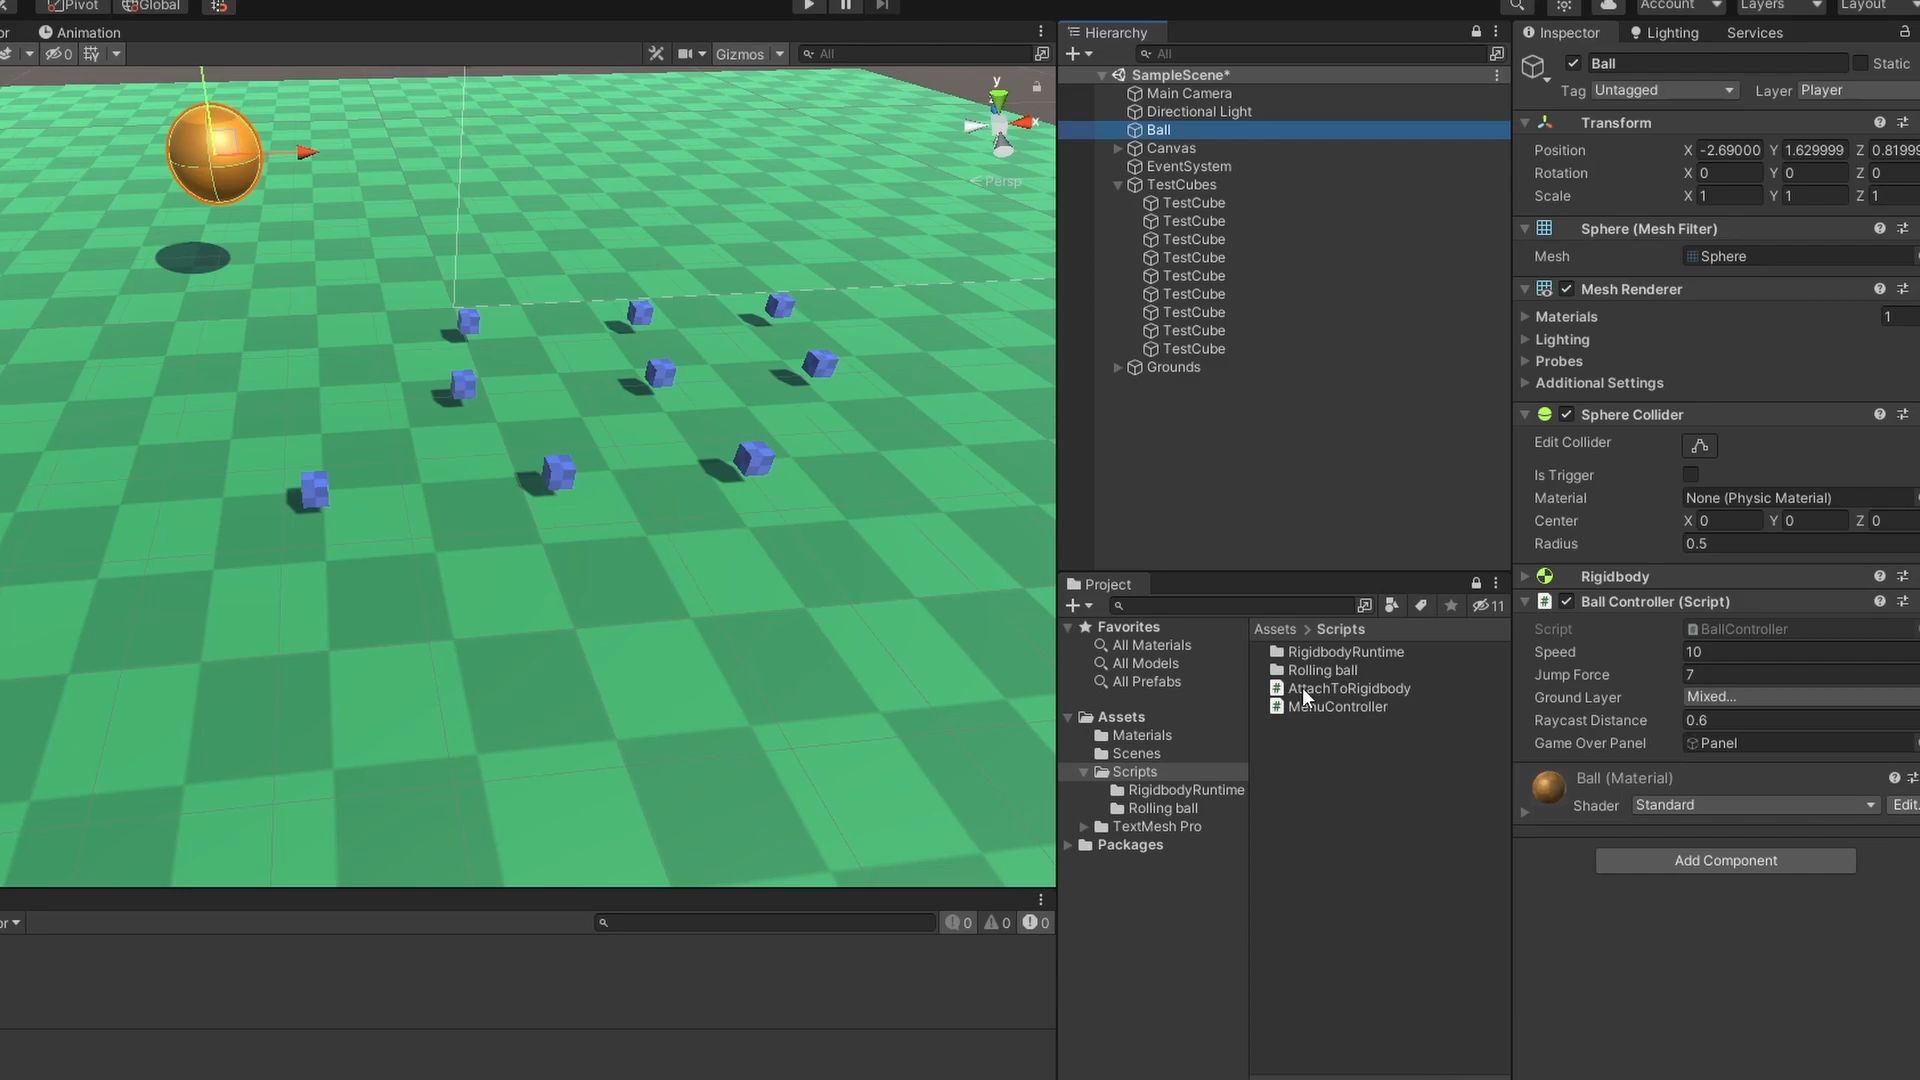 Pivot
Global
Account
Layers
Layout
or
Animation
Hierarchy
Inspector
Lighting
Services
0
Gizmos
All
All
Ball
Static
Tag Untagged
Layer Player
SampleScene*
Main Camera
Directional Light
Ball
Canvas
EventSystem
TestCubes
TestCube
TestCube
TestCube
TestCube
TestCube
TestCube
TestCube
TestCube
TestCube
Grounds
y
x
Persp
Transform
Position X -2.69000 Y 1.629999 Z 0.81999
Rotation X 0 Y 0 Z 0
Scale X 1 Y 1 Z 1
Sphere (Mesh Filter)
Mesh Sphere
Mesh Renderer
Materials 1
Lighting
Probes
Additional Settings
Sphere Collider
Edit Collider
Is Trigger
Material None (Physic Material)
Center X 0 Y 0 Z 0
Radius 0.5
Rigidbody
Ball Controller (Script)
Script BallController
Speed 10
Jump Force 7
Ground Layer Mixed...
Raycast Distance 0.6
Game Over Panel Panel
Ball (Material)
Shader Standard
Edit.
Add Component
Project
11
Favorites
All Materials
All Models
All Prefabs
Assets
Materials
Scenes
Scripts
RigidbodyRuntime
Rolling ball
TextMesh Pro
Packages
Assets > Scripts
RigidbodyRuntime
Rolling ball
AttachToRigidbody
MenuController
or
0
0
0